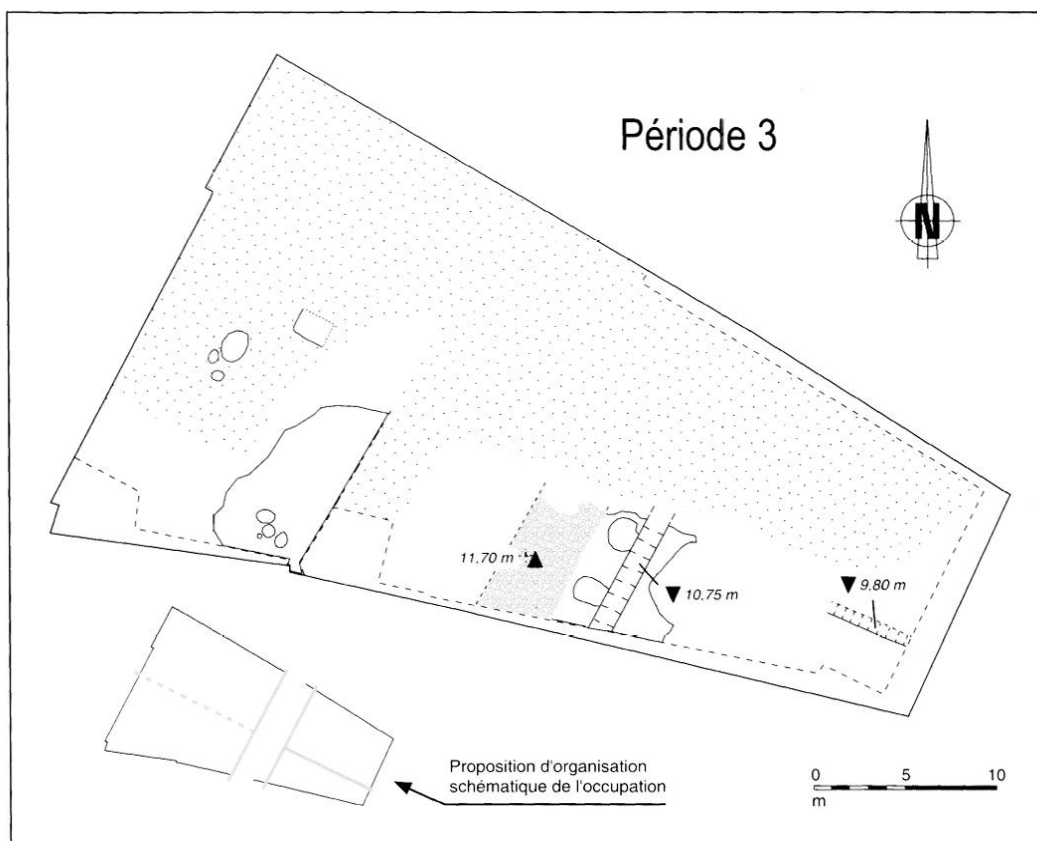 Période 3
N
11,70 m
10,75 m
9,80 m
Proposition d'organisation
schématique de l'occupation
0 5 10
m